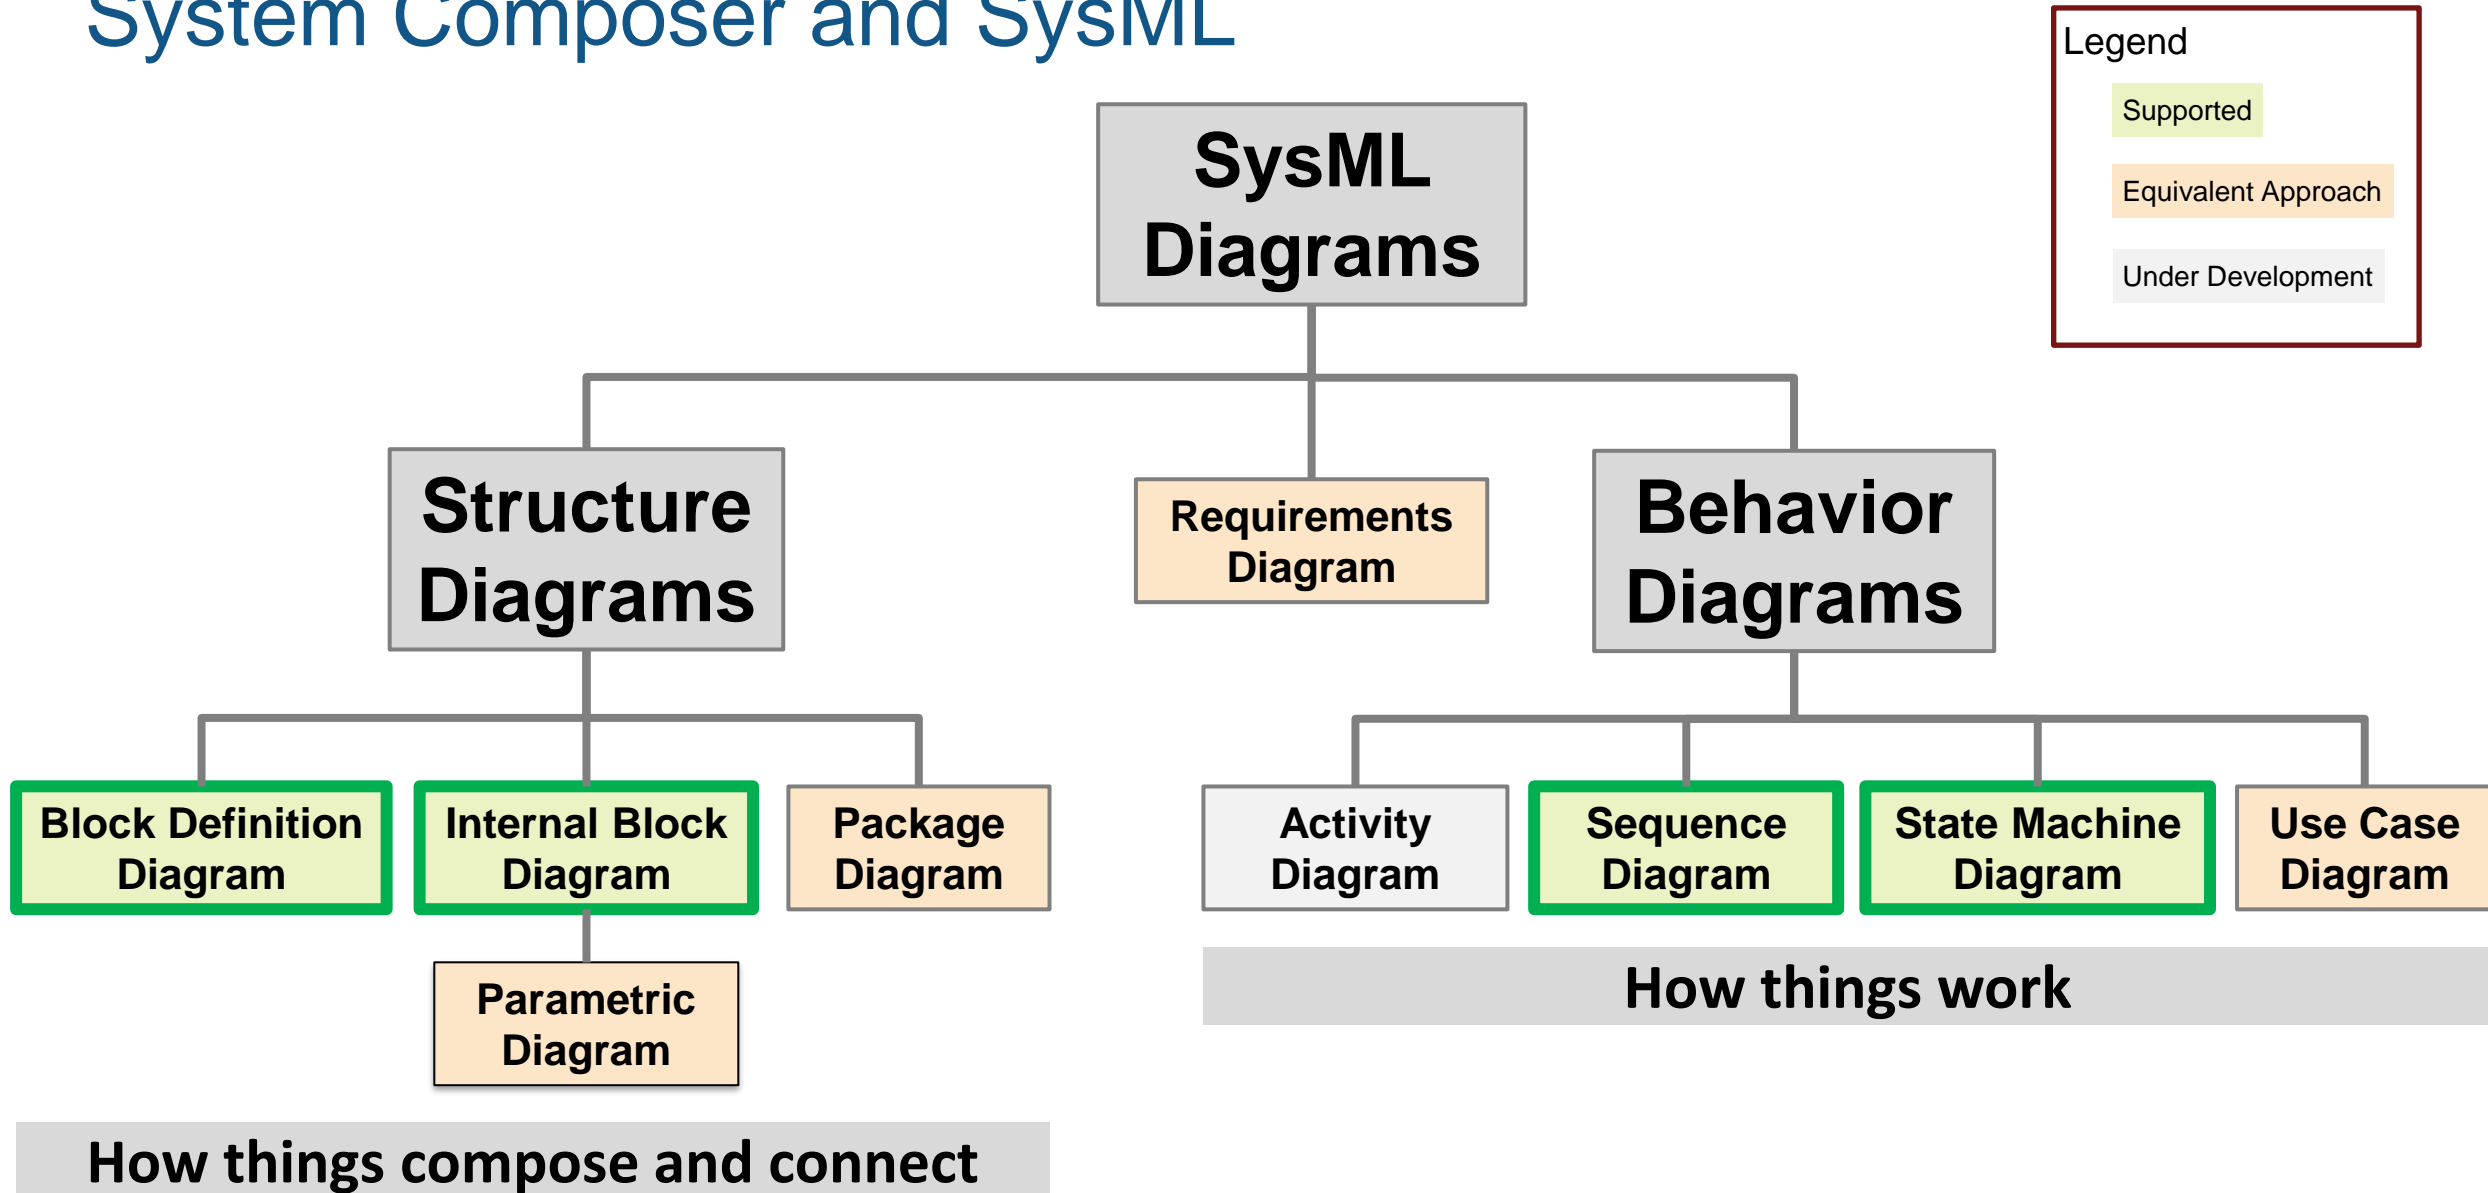 System Composer and SysML
Legend
Supported
Equivalent Approach
Under Development
SysML
Diagrams
Structure
Diagrams
Requirements
Diagram
Behavior
Diagrams
Block Definition
Diagram
Internal Block
Diagram
Package
Diagram
Activity
Diagram
Sequence
Diagram
State Machine
Diagram
Use Case
Diagram
Parametric
Diagram
How things work
How things compose and connect